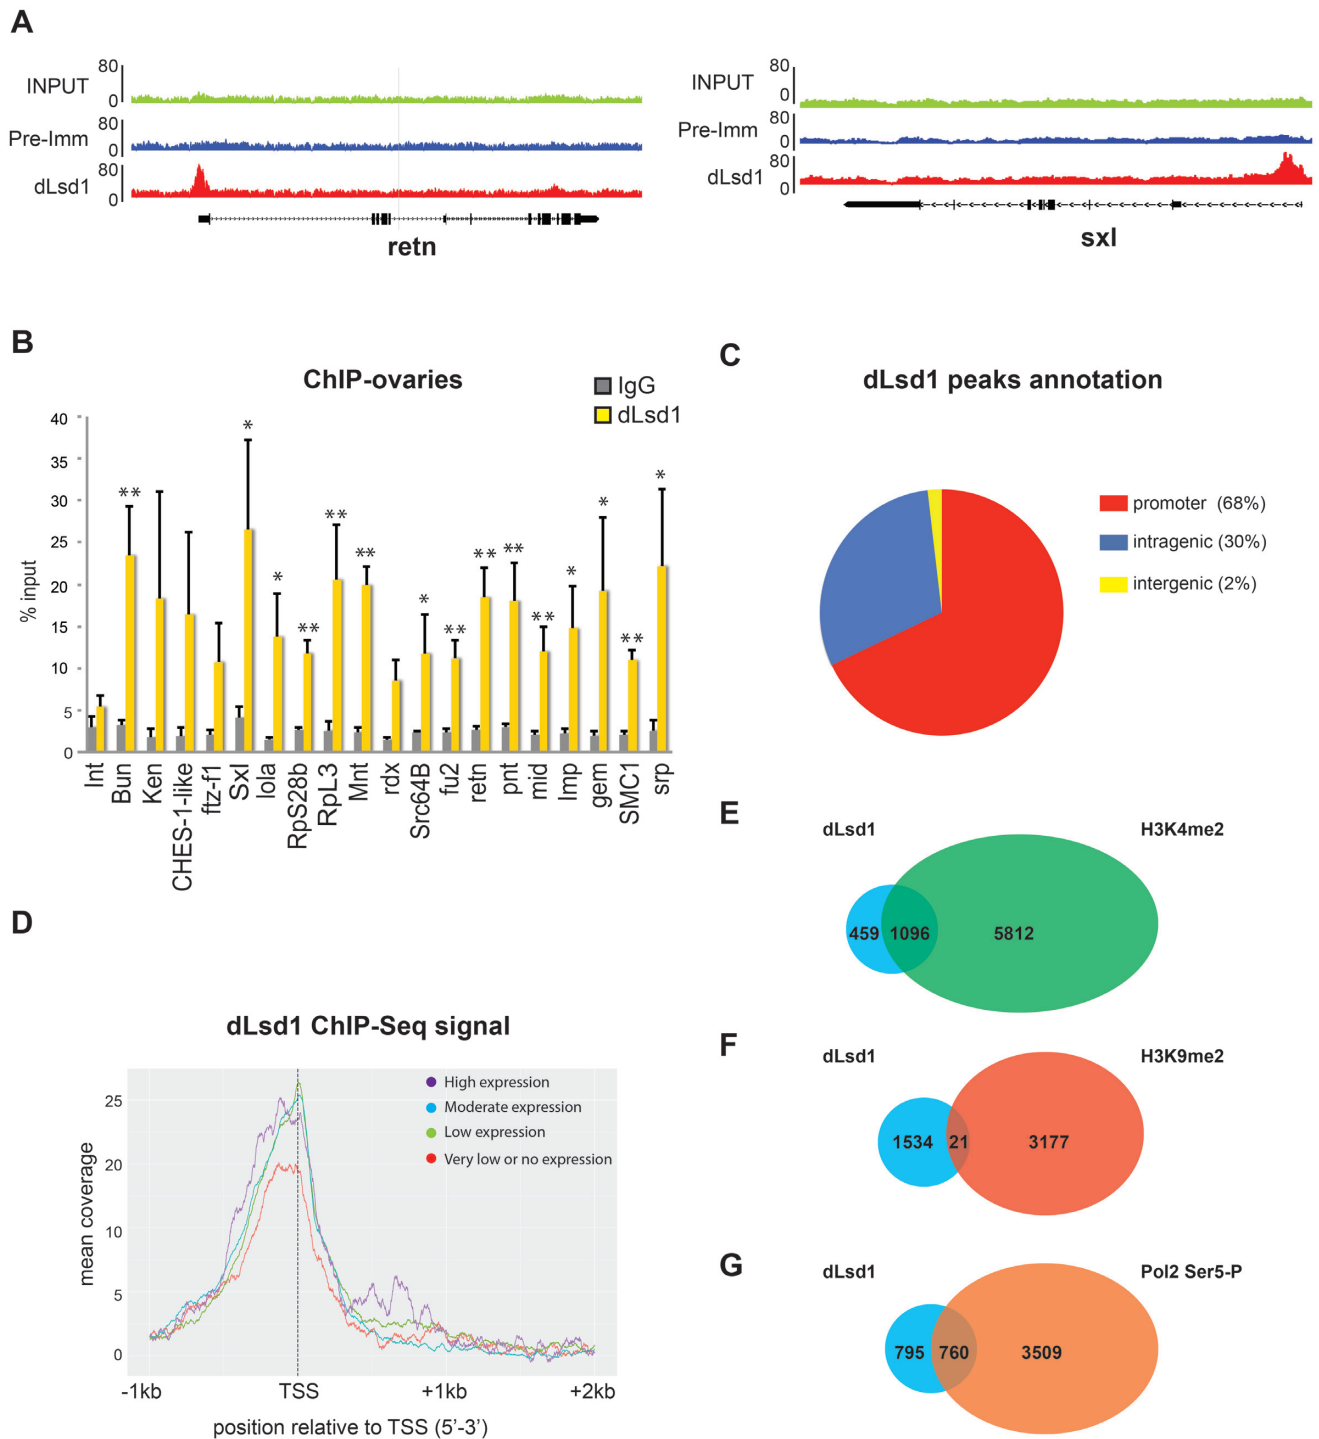 A
INPUT
80
0
Pre-Imm
80
0
dLsd1
80
0
retn
INPUT
80
0
Pre-Imm
80
0
dLsd1
80
0
sxl
B
ChIP-ovaries
IgG
dLsd1
% input
40
35
30
25
20
15
10
5
0
**
*
*
**
**
**
*
**
**
**
**
*
*
**
*
Int
Bun
Ken
CHES-1-like
ftz-f1
Sxl
lola
RpS28b
RpL3
Mnt
rdx
Src64B
fu2
retn
pnt
mid
Imp
gem
SMC1
srp
C
dLsd1 peaks annotation
promoter (68%)
intragenic (30%)
intergenic (2%)
D
dLsd1 ChIP-Seq signal
High expression
Moderate expression
Low expression
Very low or no expression
mean coverage
25
20
10
5
0
-1kb
TSS
+1kb
+2kb
position relative to TSS (5'-3')
E
dLsd1
H3K4me2
459
1096
5812
F
dLsd1
H3K9me2
1534
21
3177
G
dLsd1
Pol2 Ser5-P
795
760
3509